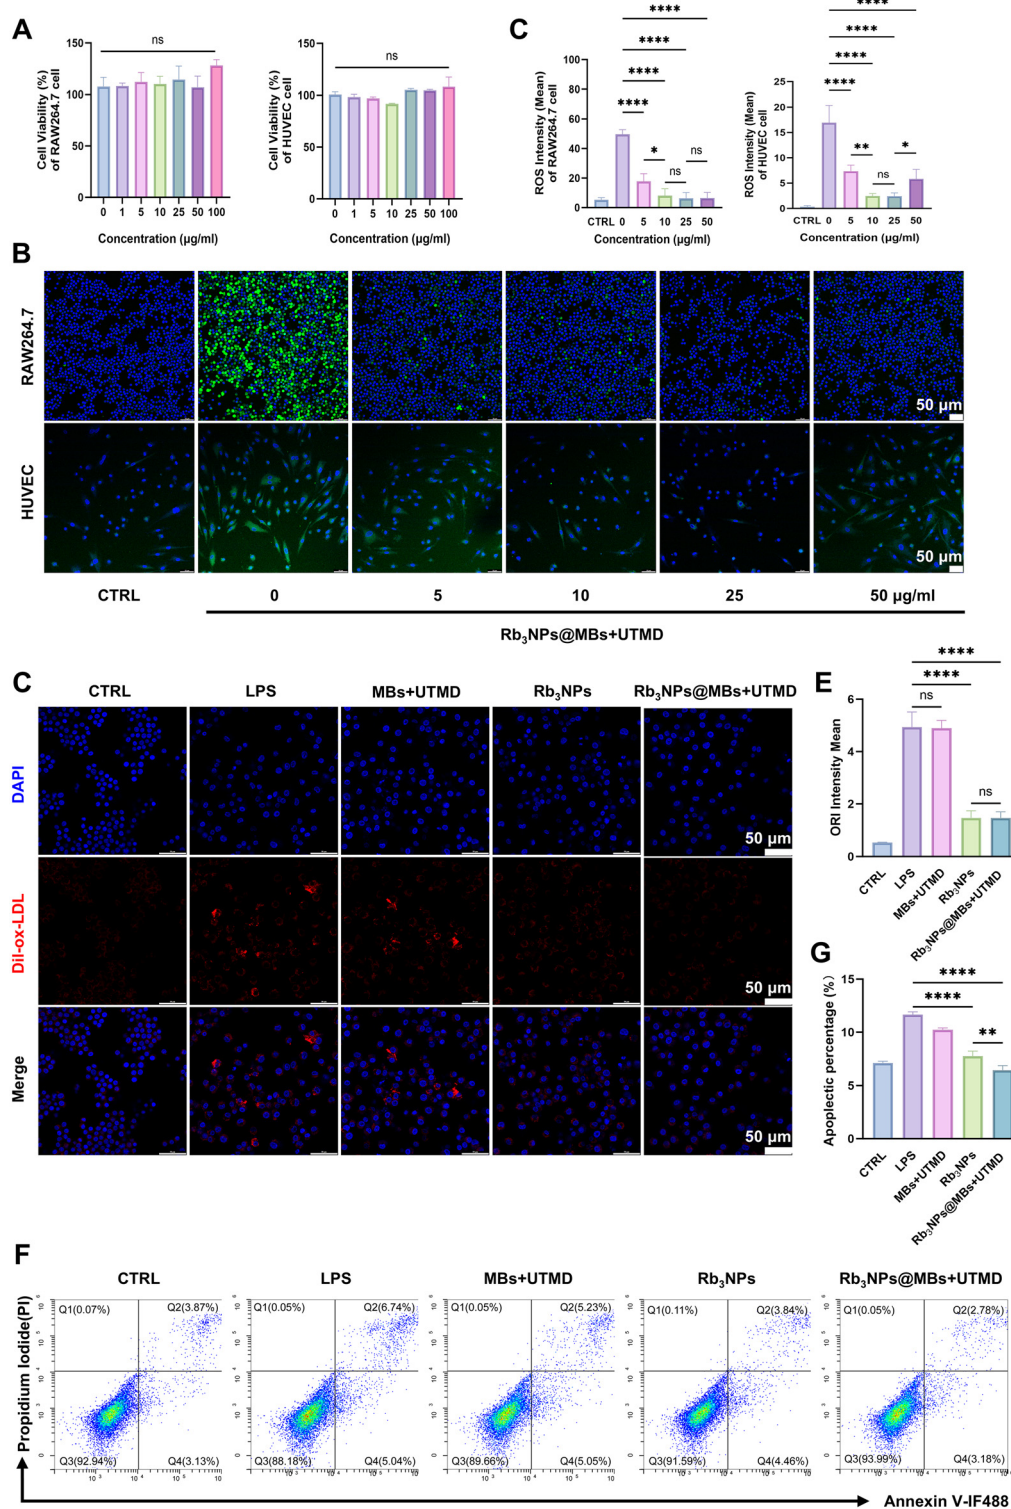 A
Cell Viability (%)
of RAW264.7 cell
150
100
50
0
ns
0 1 5 10 25 50 100
Concentration (μg/ml)
Cell Viability (%)
of HUVEC cell
150
100
50
0
ns
0 1 5 10 25 50 100
Concentration (μg/ml)
C
ROS Intensity (Mean)
of RAW264.7 cell
100
80
60
40
20
0
****
****
****
****
*
ns
ns
CTRL 0 5 10 25 50
Concentration (μg/ml)
ROS Intensity (Mean)
of HUVEC cell
25
20
15
10
5
0
****
****
****
****
**
ns
*
CTRL 0 5 10 25 50
Concentration (μg/ml)
B
RAW264.7
50 μm
HUVEC
50 μm
CTRL 0 5 10 25 50 μg/ml
Rb₃NPs@MBs+UTMD
C
CTRL LPS MBs+UTMD Rb₃NPs Rb₃NPs@MBs+UTMD
DAPI
50 μm
Dil-ox-LDL
50 μm
Merge
50 μm
E
ORI Intensity Mean
6
4
2
0
****
****
ns
ns
CTRL
LPS
MBs+UTMD
Rb₃NPs
Rb₃NPs@MBs+UTMD
G
Apoplectic percentage (%)
15
10
5
0
****
****
**
CTRL
LPS
MBs+UTMD
Rb₃NPs
Rb₃NPs@MBs+UTMD
F
CTRL LPS MBs+UTMD Rb₃NPs Rb₃NPs@MBs+UTMD
Propidium Iodide(PI)
Q1(0.07%) Q2(3.87%) Q1(0.05%) Q2(6.74%) Q1(0.05%) Q2(5.23%) Q1(0.11%) Q2(3.84%) Q1(0.05%) Q2(2.78%)
Q3(92.94%) Q4(3.13%) Q3(88.18%) Q4(5.04%) Q3(89.66%) Q4(5.05%) Q3(91.59%) Q4(4.46%) Q3(93.99%) Q4(3.18%)
Annexin V-IF488